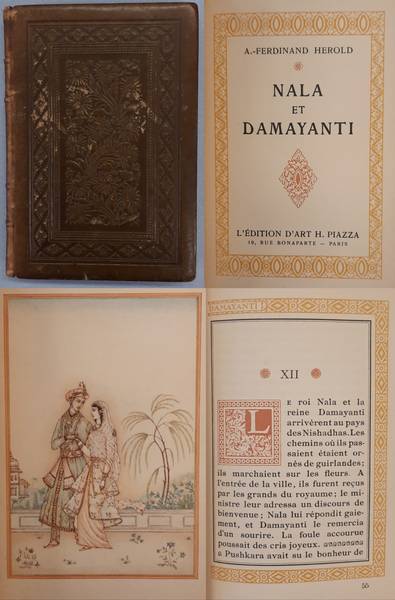 A.-FERDINAND HEROLD
NALA
ET
DAMAYANTI
L'ÉDITION D'ART H. PIAZZA
19, RUE BONAPARTE — PARIS
DAMAYANTI
XII
LE roi Nala et la
reine Damayanti
arrivèrent au pays
des Nishadhas. Les
chemins où ils pas-
saient étaient or-
nés de guirlandes;
ils marchaient sur les fleurs. A
l'entrée de la ville, ils furent reçus
par les grands du royaume; le mi-
nistre leur adressa un discours de
bienvenue; Nala lui répondit gaie-
ment, et Damayanti le remercia
d'un sourire. La foule accourue
poussait des cris joyeux.
Pushkara avait su le bonheur de
55